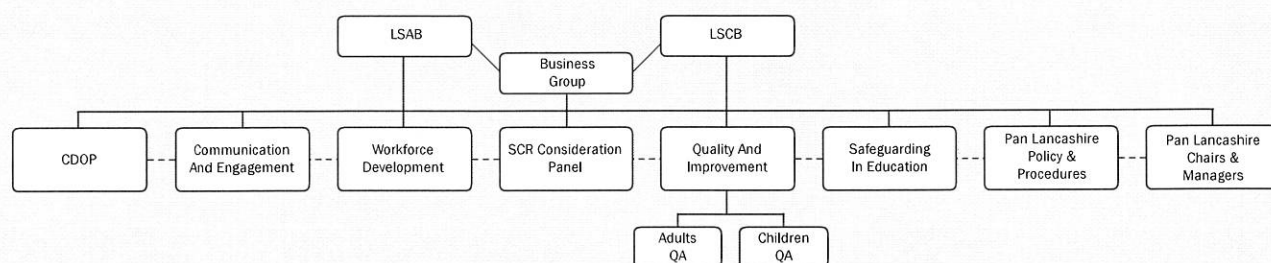 LSAB
LSCB
Business
Group
CDOP
Communication
And Engagement
Workforce
Development
SCR Consideration
Panel
Quality And
Improvement
Safeguarding
In Education
Pan Lancashire
Policy &
Procedures
Pan Lancashire
Chairs &
Managers
Adults
QA
Children
QA